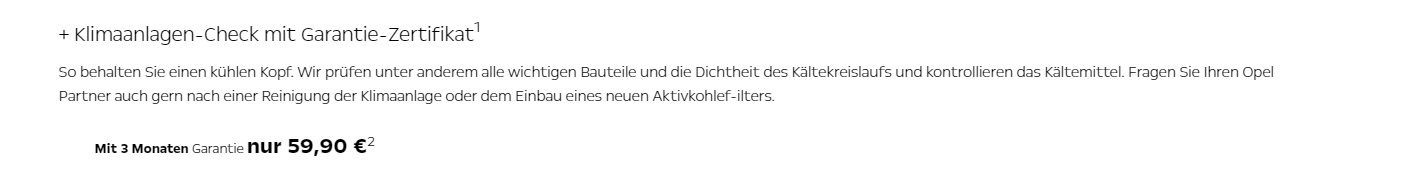 + Klimaanlagen-Check mit Garantie-Zertifikat¹
So behalten Sie einen kühlen Kopf. Wir prüfen unter anderem alle wichtigen Bauteile und die Dichtheit des Kältekreislaufs und kontrollieren das Kältemittel. Fragen Sie Ihren Opel
Partner auch gern nach einer Reinigung der Klimaanlage oder dem Einbau eines neuen Aktivkohlef-ilters.
Mit 3 Monaten Garantie nur 59,90 €²